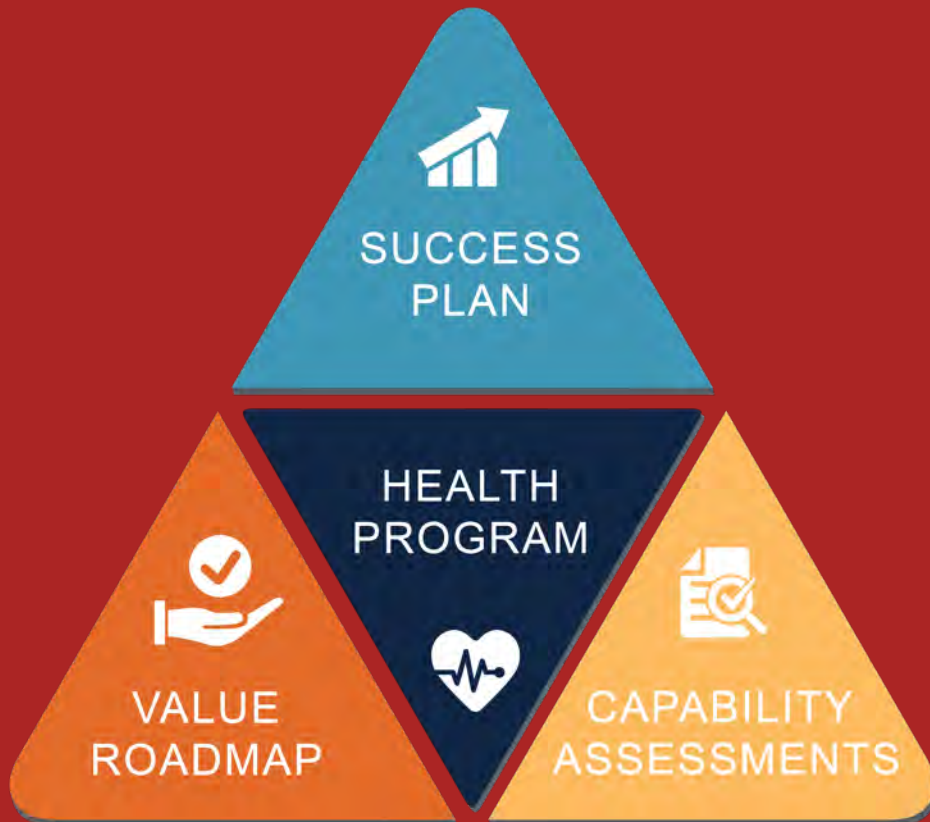 SUCCESS
PLAN
HEALTH
PROGRAM
VALUE
ROADMAP
CAPABILITY
ASSESSMENTS